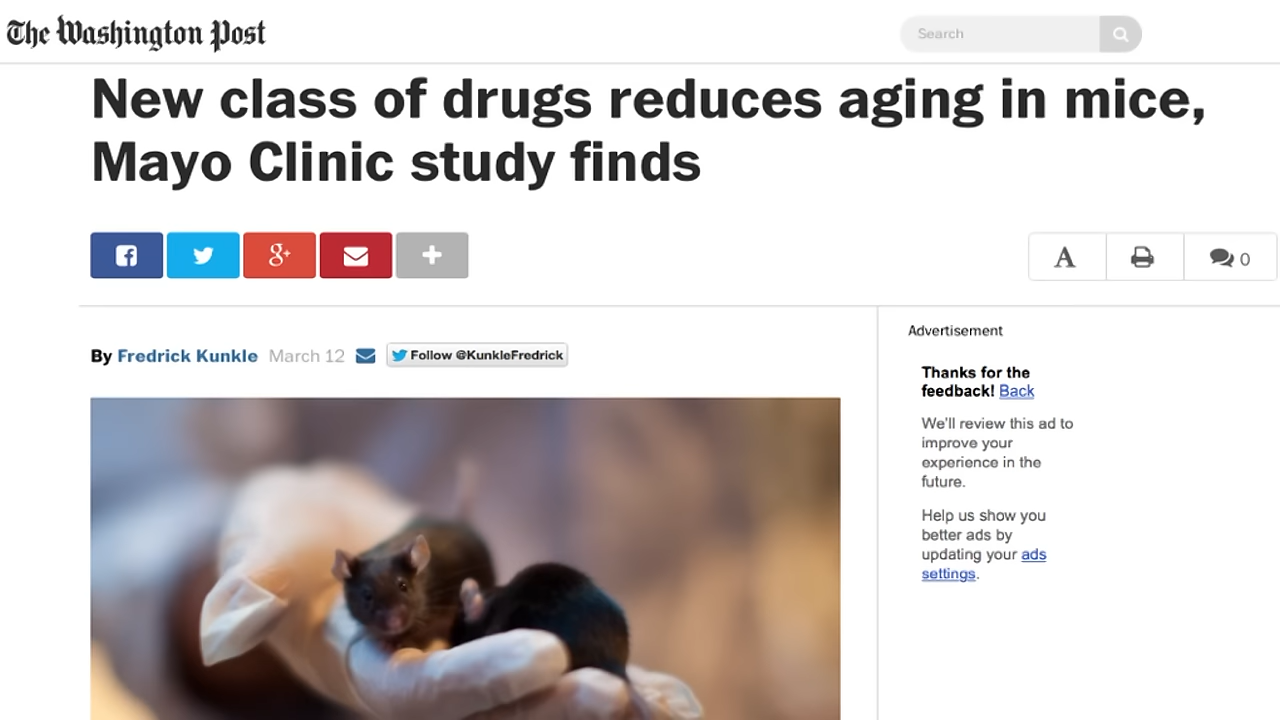 The Washington Post
Search
New class of drugs reduces aging in mice,
Mayo Clinic study finds
g+
A
0
By Fredrick Kunkle March 12
Follow @KunkleFredrick
Advertisement
Thanks for the
feedback! Back
We'll review this ad to
improve your
experience in the
future.
Help us show you
better ads by
updating your ads
settings.